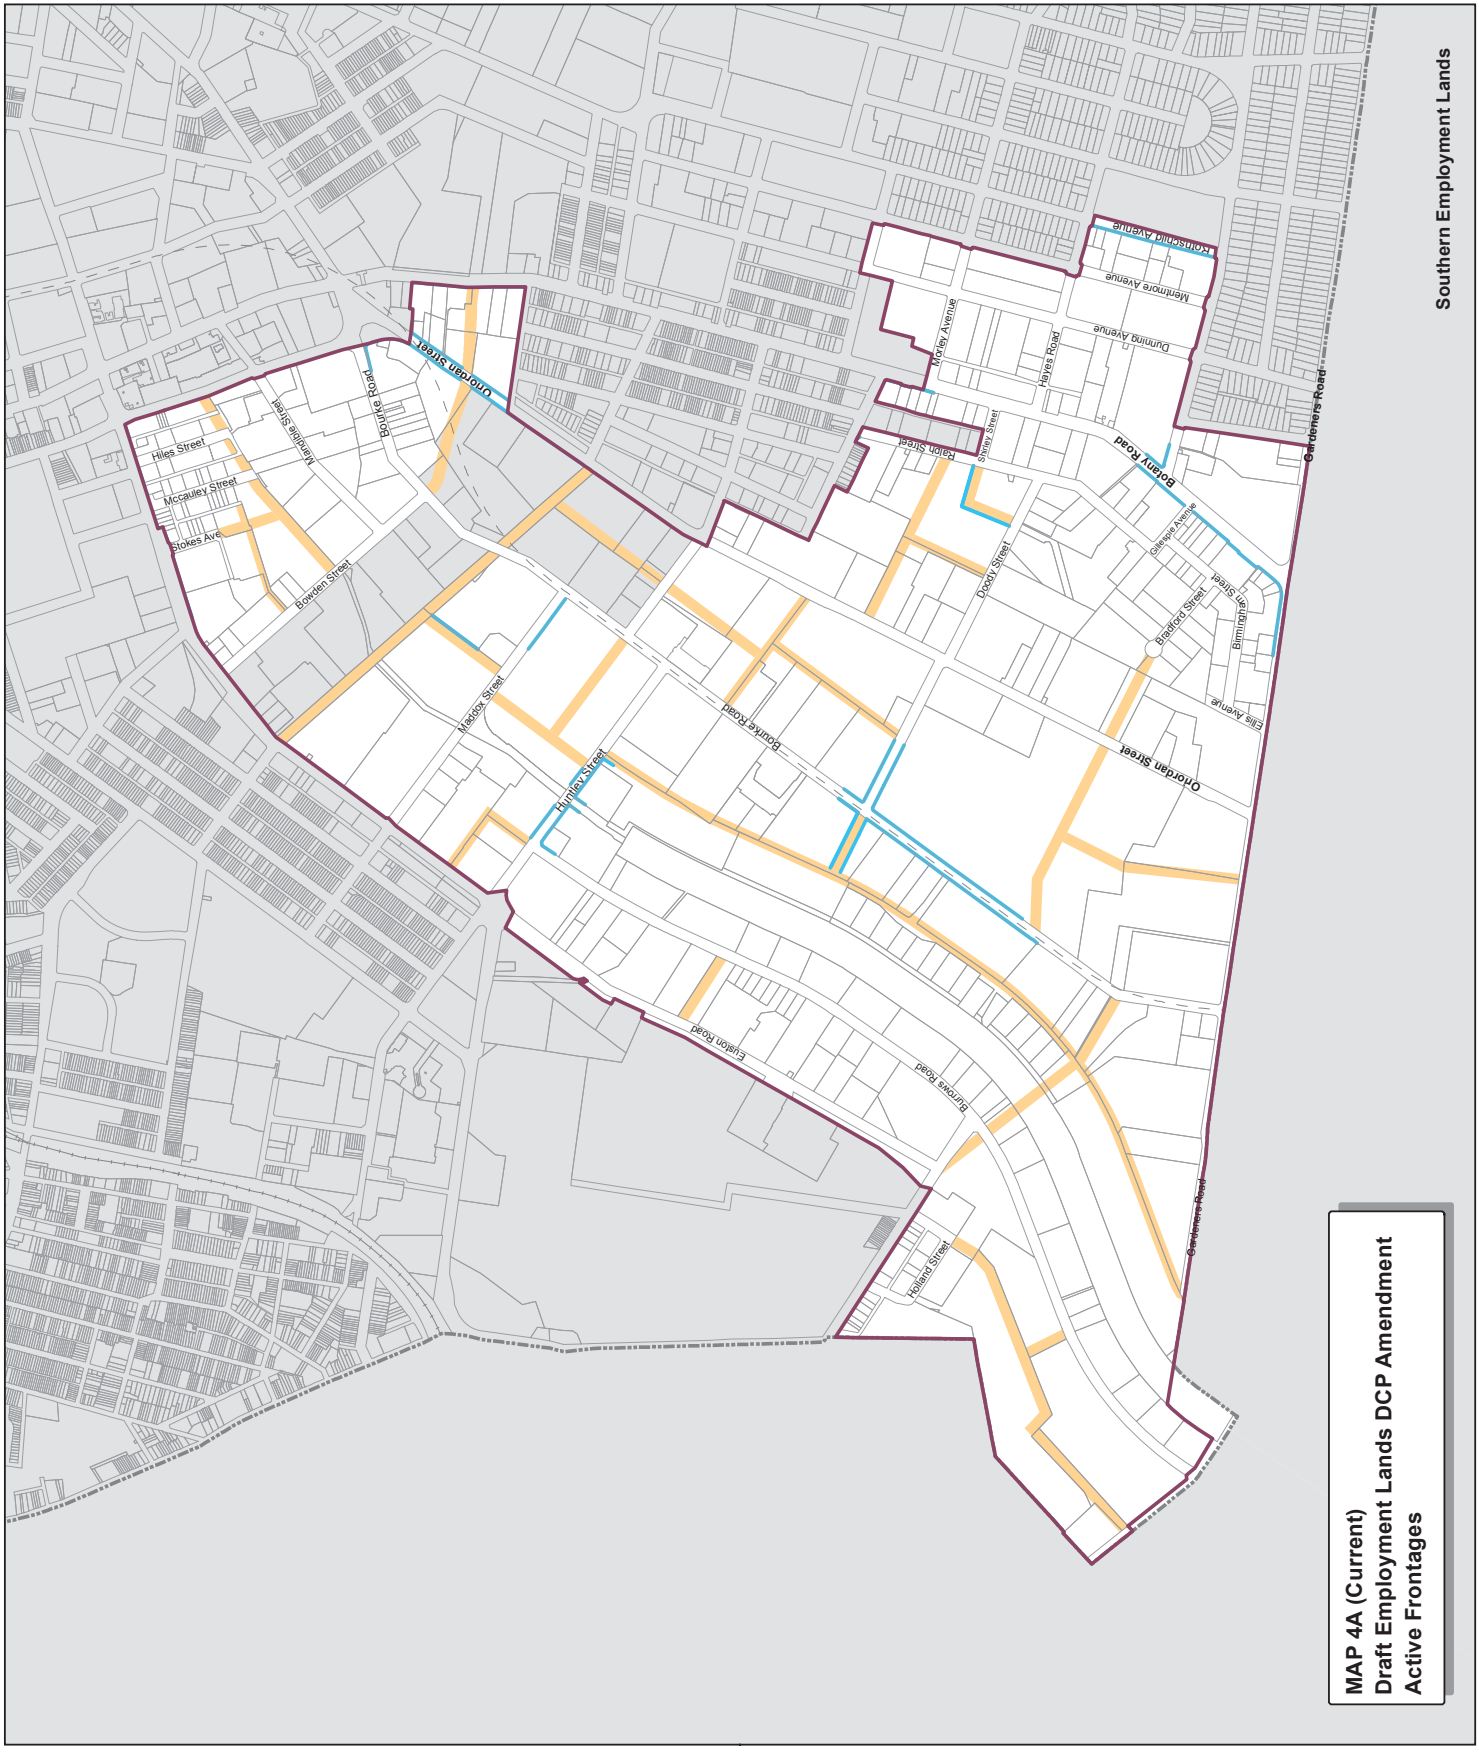 Southern Employment Lands
Rothschild Avenue
Mentmore Avenue
Dunning Avenue
Morley Avenue
Hayes Road
Gardeners Road
Botany Road
Shirley Street
Ralph Street
Oriordan Street
Bourke Road
Mandible Street
Hiles Street
Mccauley Street
Stokes Ave
Bowden Street
Doody Street
Gillespie Avenue
Bradford Street
Birmingham Street
Ellis Avenue
Oriordan Street
Bourke Road
Maddox Street
Huntley Street
Euston Road
Burrows Road
Holland Street
Gardeners Road
MAP 4A (Current)
Draft Employment Lands DCP Amendment
Active Frontages